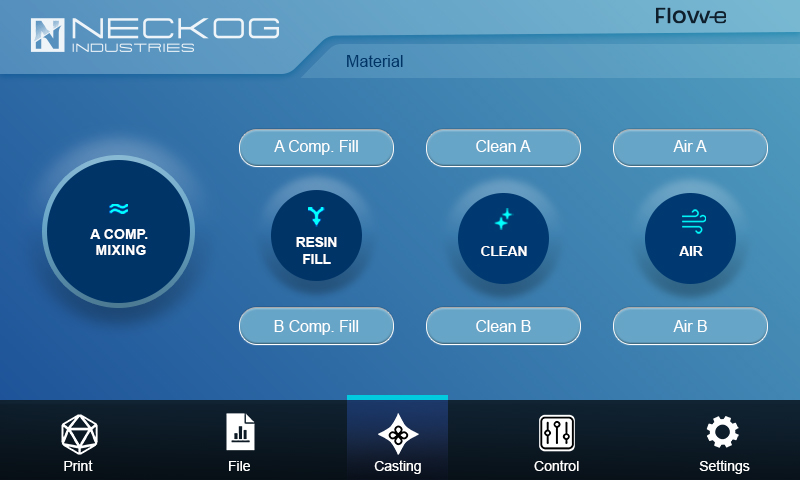 NECKOG
INDUSTRIES
Flow-e
Material
A COMP.
MIXING
A Comp. Fill
Clean A
Air A
RESIN
FILL
CLEAN
AIR
B Comp. Fill
Clean B
Air B
Print
File
Casting
Control
Settings